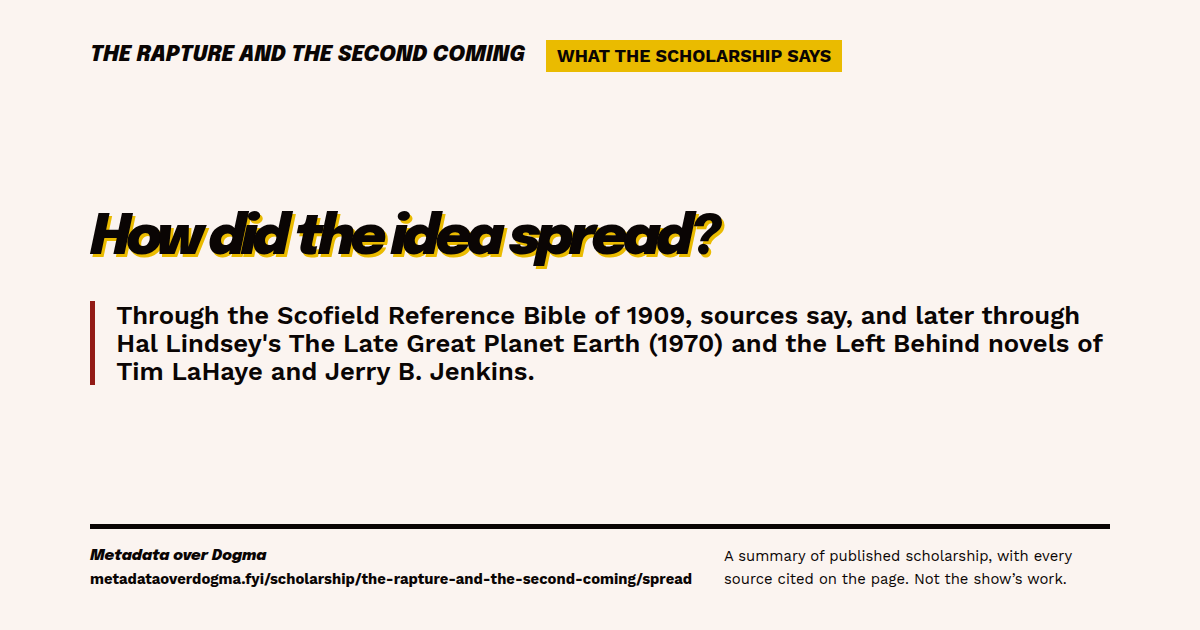 THE RAPTURE AND THE SECOND COMING
WHAT THE SCHOLARSHIP SAYS
How did the idea spread?
Through the Scofield Reference Bible of 1909, sources say, and later through
Hal Lindsey's The Late Great Planet Earth (1970) and the Left Behind novels of
Tim LaHaye and Jerry B. Jenkins.
Metadata over Dogma
metadataoverdogma.fyi/scholarship/the-rapture-and-the-second-coming/spread
A summary of published scholarship, with every
source cited on the page. Not the show’s work.